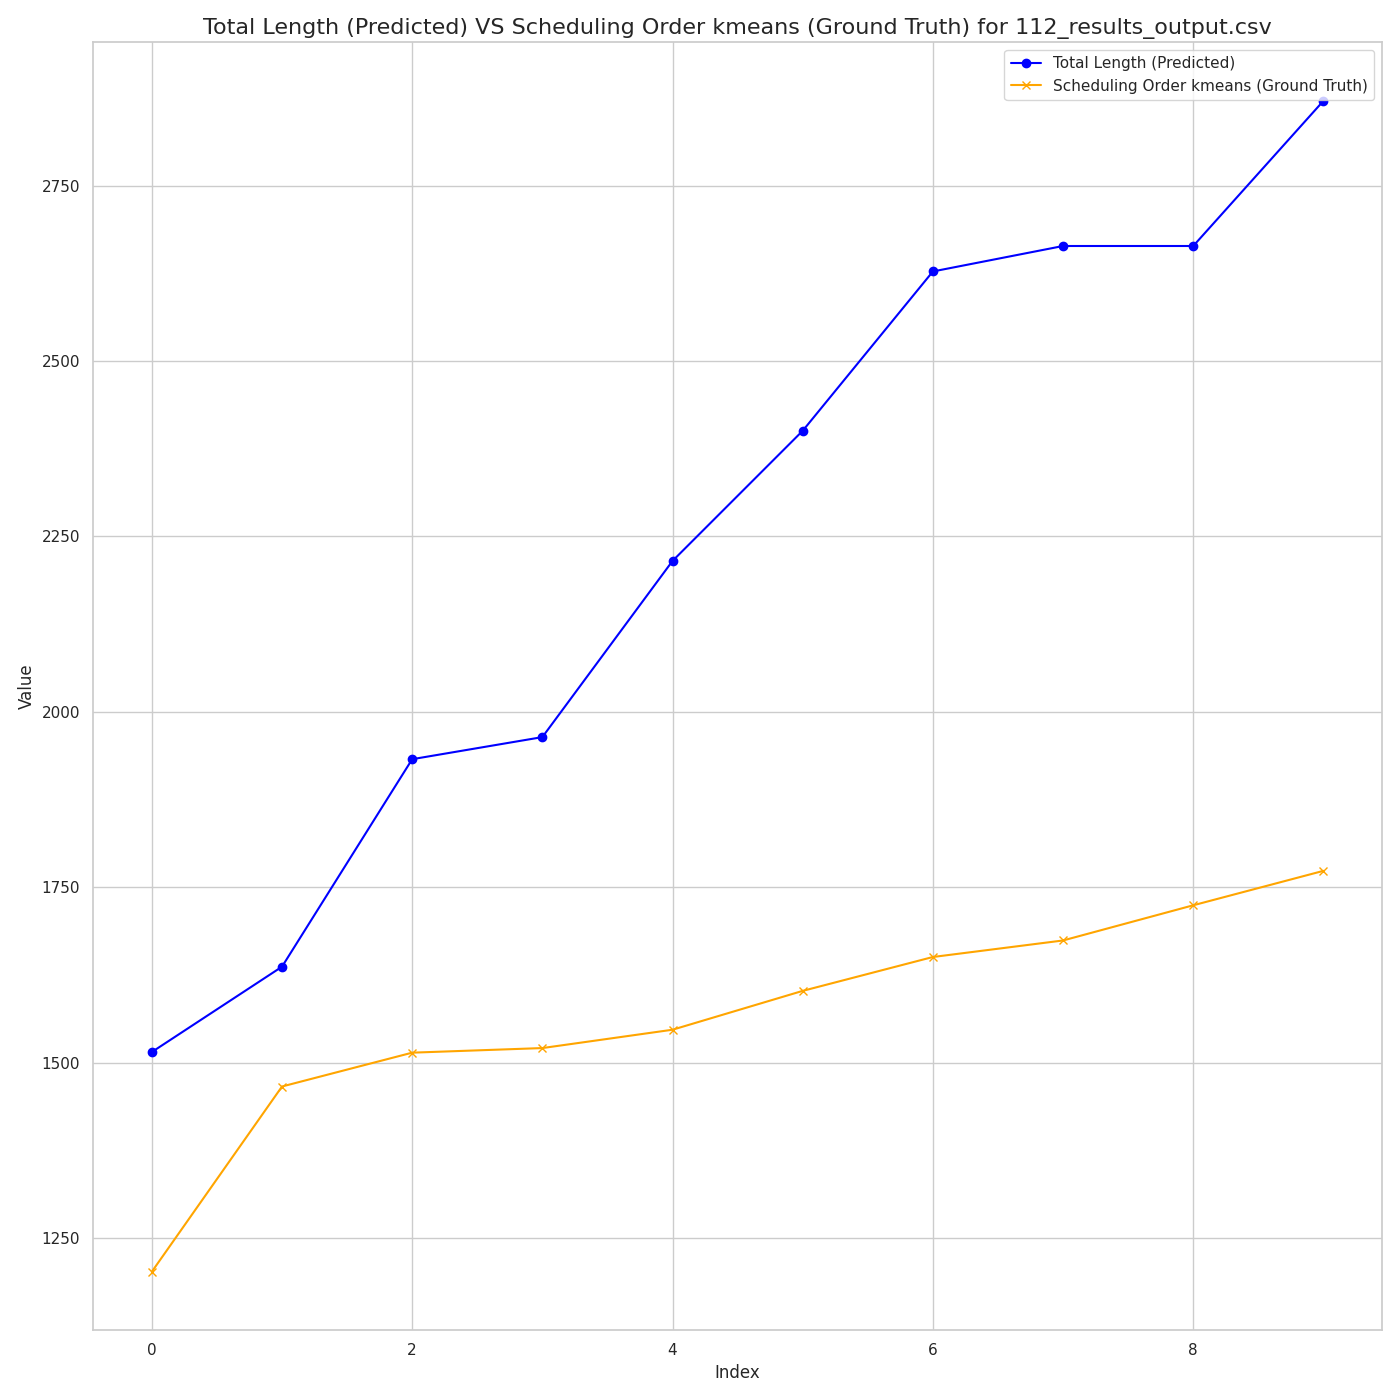 Total Length (Predicted) VS Scheduling Order kmeans (Ground Truth) for 112_results_output.csv
Total Length (Predicted)
Scheduling Order kmeans (Ground Truth)
2750
2500
2250
2000
1750
1500
1250
Value
0 2 4 6 8
Index